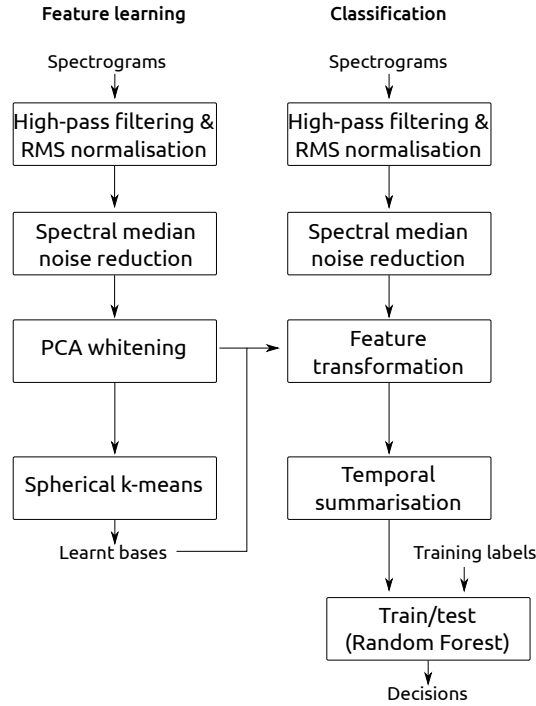 Feature learning
Spectrograms
High-pass filtering &
RMS normalisation
Spectral median
noise reduction
PCA whitening
Spherical k-means
Learnt bases
Classification
Spectrograms
High-pass filtering &
RMS normalisation
Spectral median
noise reduction
Feature
transformation
Temporal
summarisation
Training labels
Train/test
(Random Forest)
Decisions